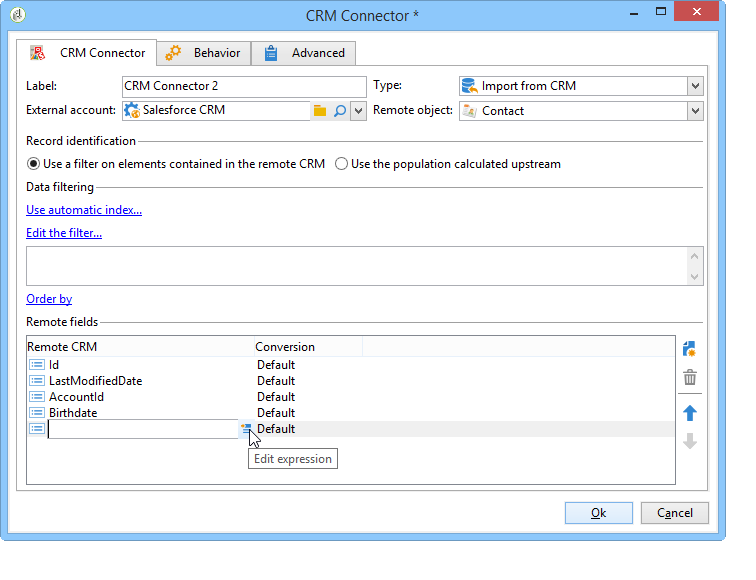 CRM Connector *
CRM Connector Behavior Advanced
Label: CRM Connector 2 Type: Import from CRM
External account: Salesforce CRM Remote object: Contact
Record identification
Use a filter on elements contained in the remote CRM Use the population calculated upstream
Data filtering
Use automatic index...
Edit the filter...
Order by
Remote fields
Remote CRM Conversion
Id Default
LastModifiedDate Default
AccountId Default
Birthdate Default
Default
Edit expression
Ok Cancel